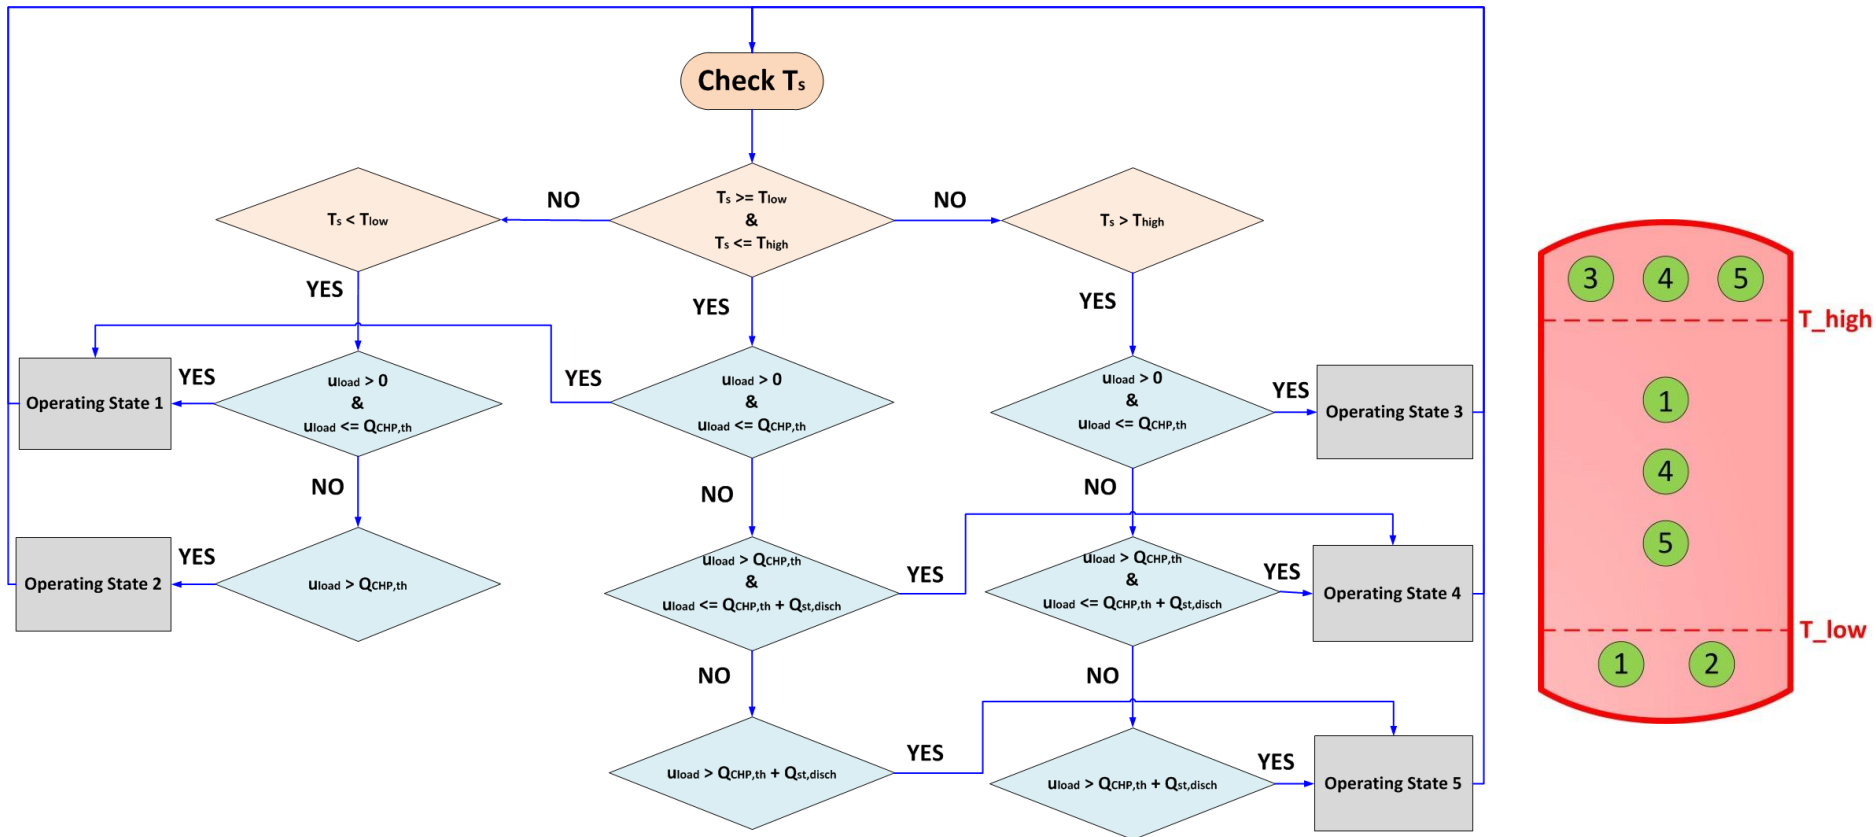 Check Ts
Ts < Tlow
NO
Ts >= Tlow
&
Ts <= Thigh
NO
Ts > Thigh
YES
YES
YES
Operating State 1
YES
uload > 0
&
uload <= QCHP,th
YES
uload > 0
&
uload <= QCHP,th
uload > 0
&
uload <= QCHP,th
YES
Operating State 3
NO
NO
NO
Operating State 2
YES
uload > QCHP,th
uload > QCHP,th
&
uload <= QCHP,th + Qst,disch
YES
uload > QCHP,th
&
uload <= QCHP,th + Qst,disch
YES
Operating State 4
NO
NO
uload > QCHP,th + Qst,disch
YES
uload > QCHP,th + Qst,disch
YES
Operating State 5
3 4 5
T_high
1
4
5
T_low
1 2